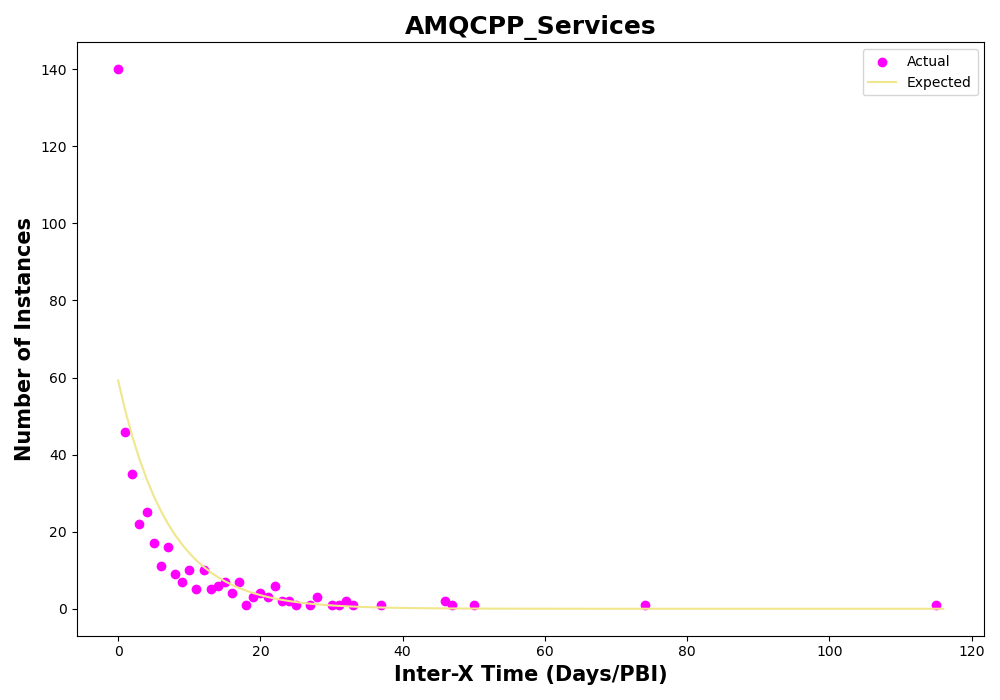 AMQCPP_Services
Actual
Expected
140
120
100
80
60
40
20
0
Number of Instances
0 20 40 60 80 100 120
Inter-X Time (Days/PBI)